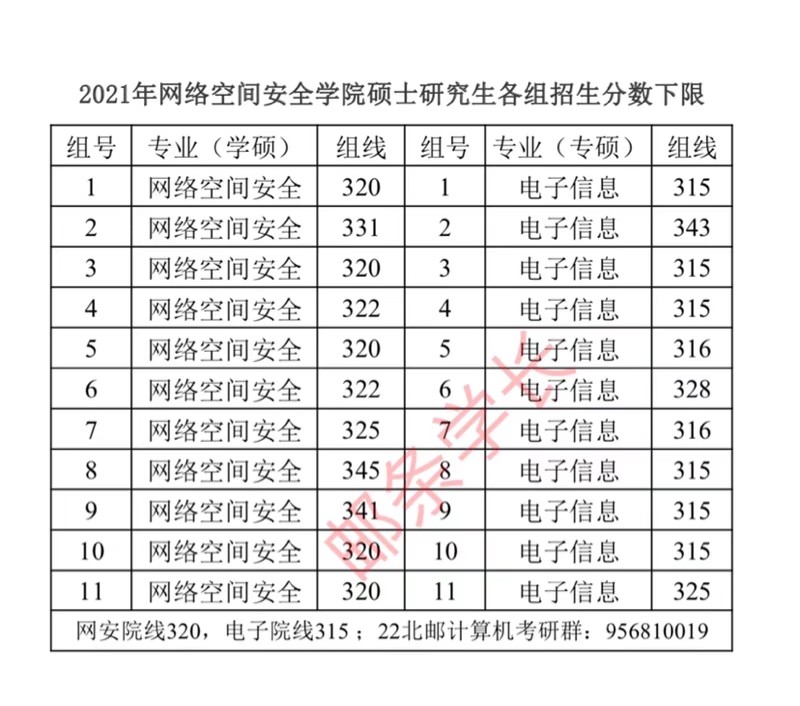 2021年网络空间安全学院硕士研究生各组招生分数下限
组号 专业（学硕） 组线 组号 专业（专硕） 组线
1 网络空间安全 320 1 电子信息 315
2 网络空间安全 331 2 电子信息 343
3 网络空间安全 320 3 电子信息 315
4 网络空间安全 322 4 电子信息 315
5 网络空间安全 320 5 电子信息 316
6 网络空间安全 322 6 电子信息 328
7 网络空间安全 325 7 电子信息 316
8 网络空间安全 345 8 电子信息 315
9 网络空间安全 341 9 电子信息 315
10 网络空间安全 320 10 电子信息 315
11 网络空间安全 320 11 电子信息 325
网安院线320，电子院线315；22北邮计算机考研群：956810019
邮条学长